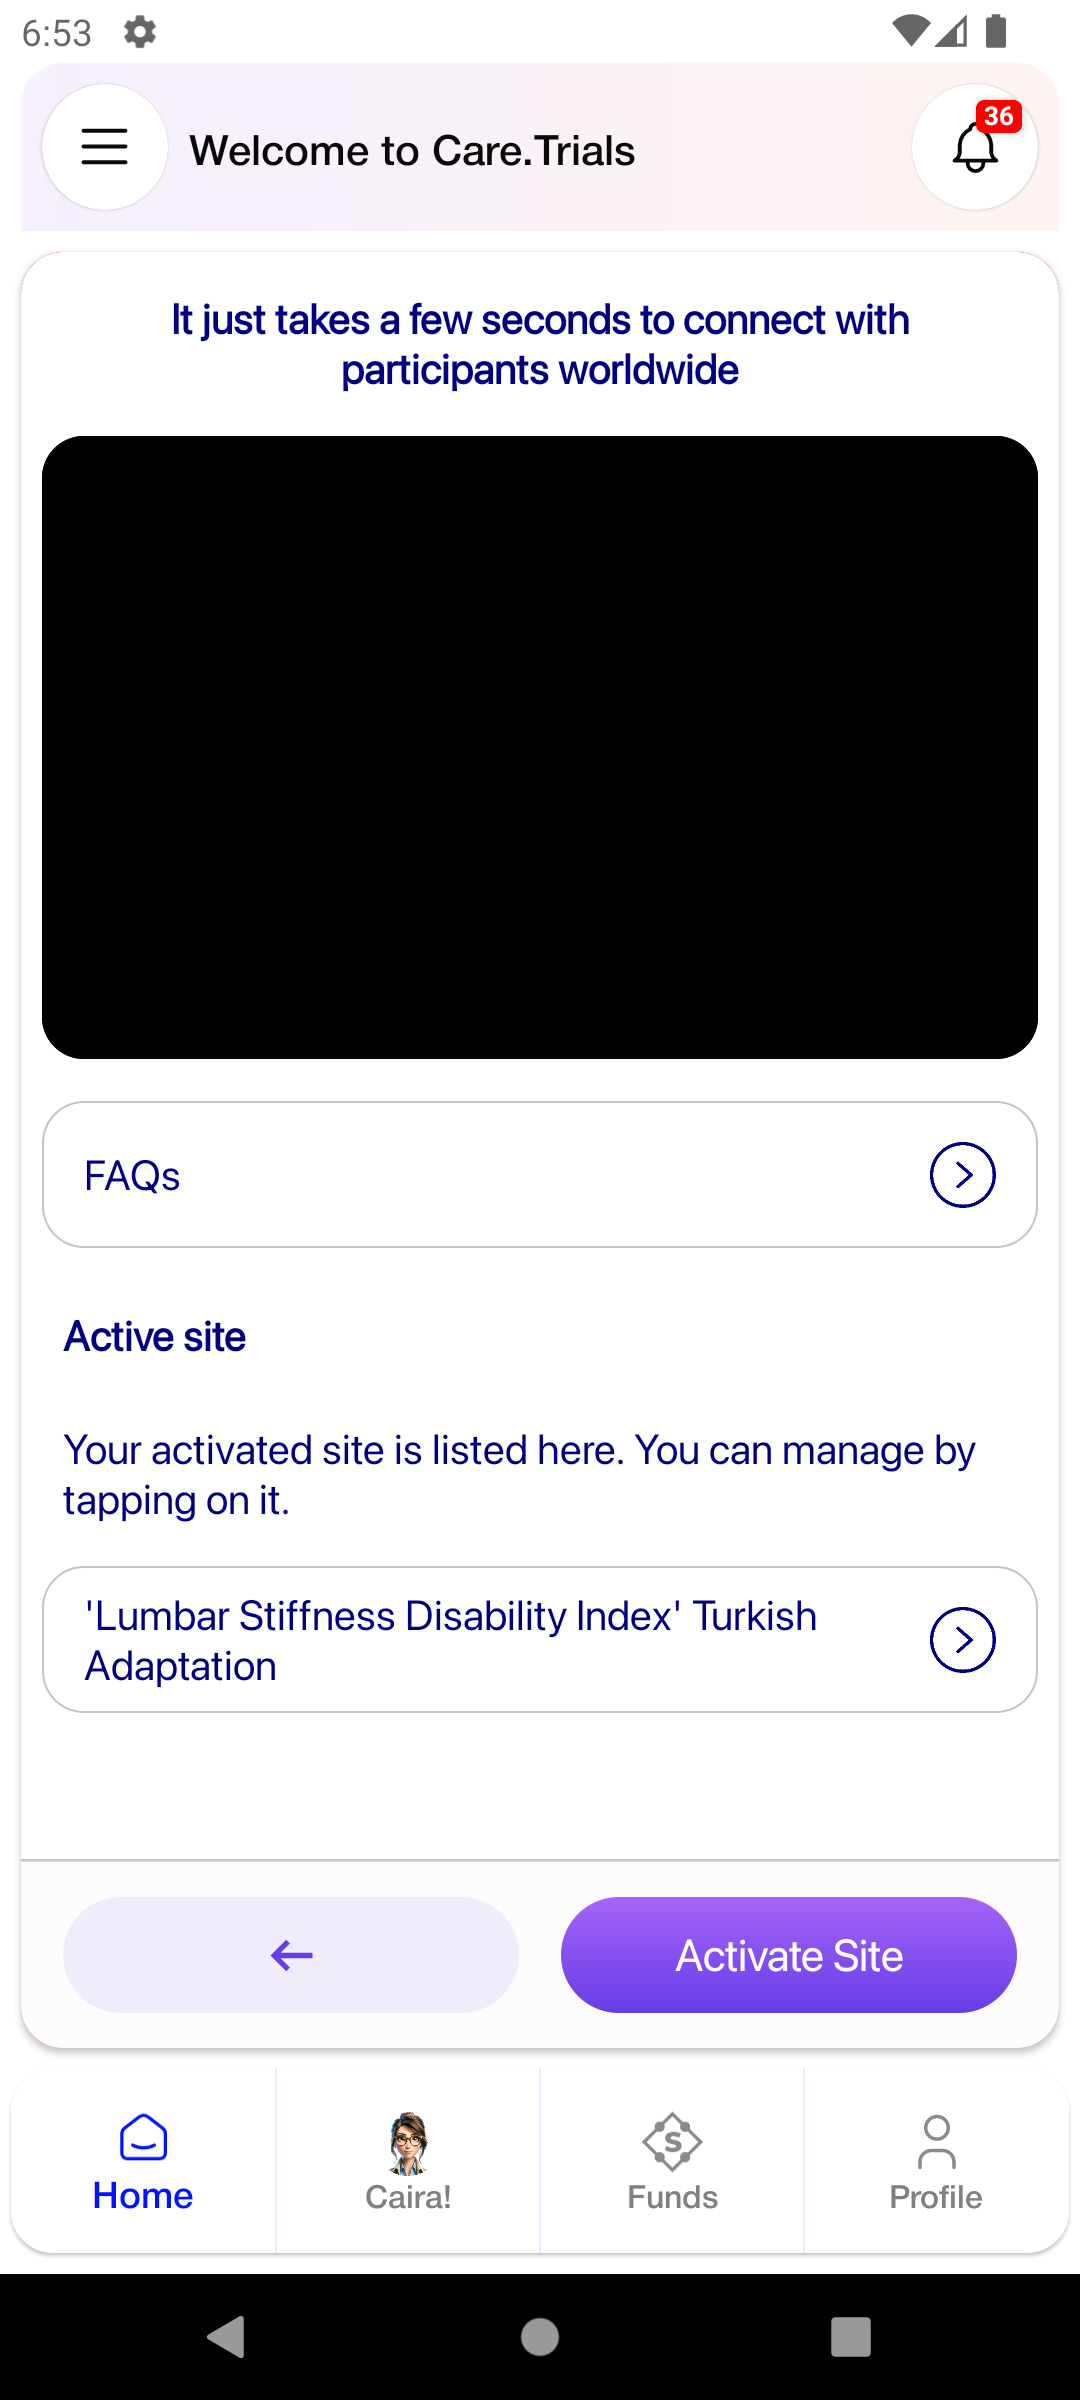 6:53
Welcome to Care.Trials
36
It just takes a few seconds to connect with
participants worldwide
FAQs
Active site
Your activated site is listed here. You can manage by
tapping on it.
'Lumbar Stiffness Disability Index' Turkish
Adaptation
Activate Site
Home
Caira!
Funds
Profile